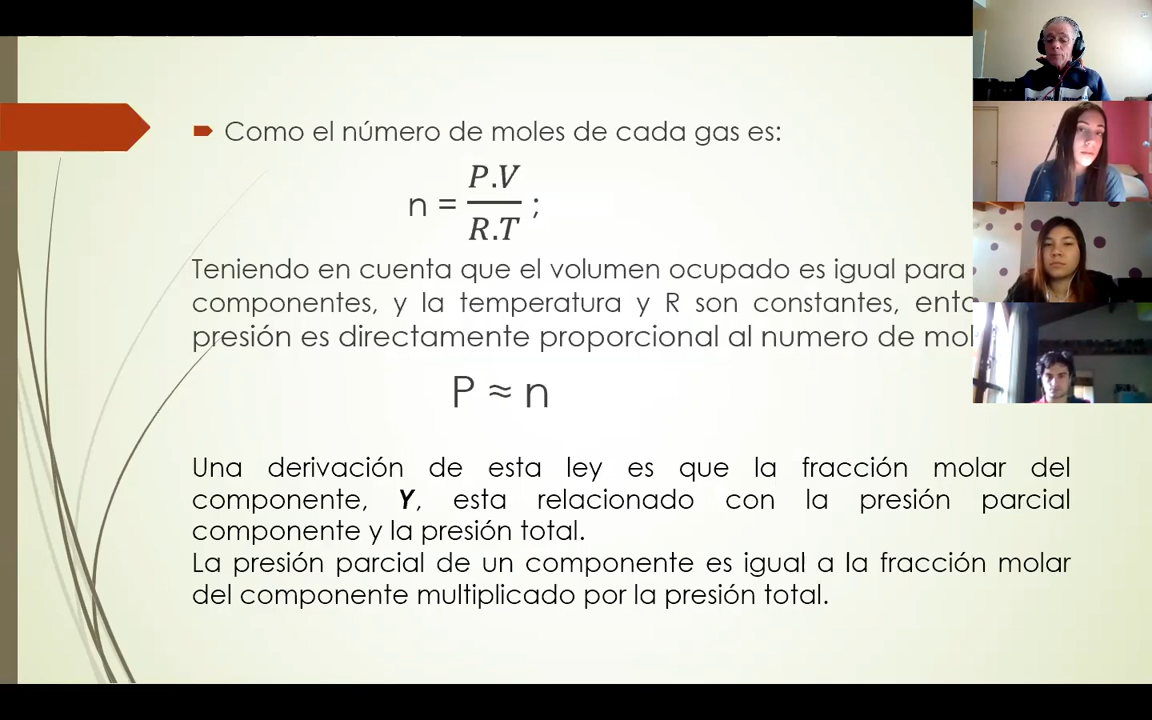 Como el número de moles de cada gas es:
n = P.V / R.T ;
Teniendo en cuenta que el volumen ocupado es igual para
componentes, y la temperatura y R son constantes,
presión es directamente proporcional al numero de
P ≈ n
Una derivación de esta ley es que la fracción molar del
componente, Y, esta relacionado con la presión parcial
componente y la presión total.
La presión parcial de un componente es igual a la fracción molar
del componente multiplicado por la presión total.